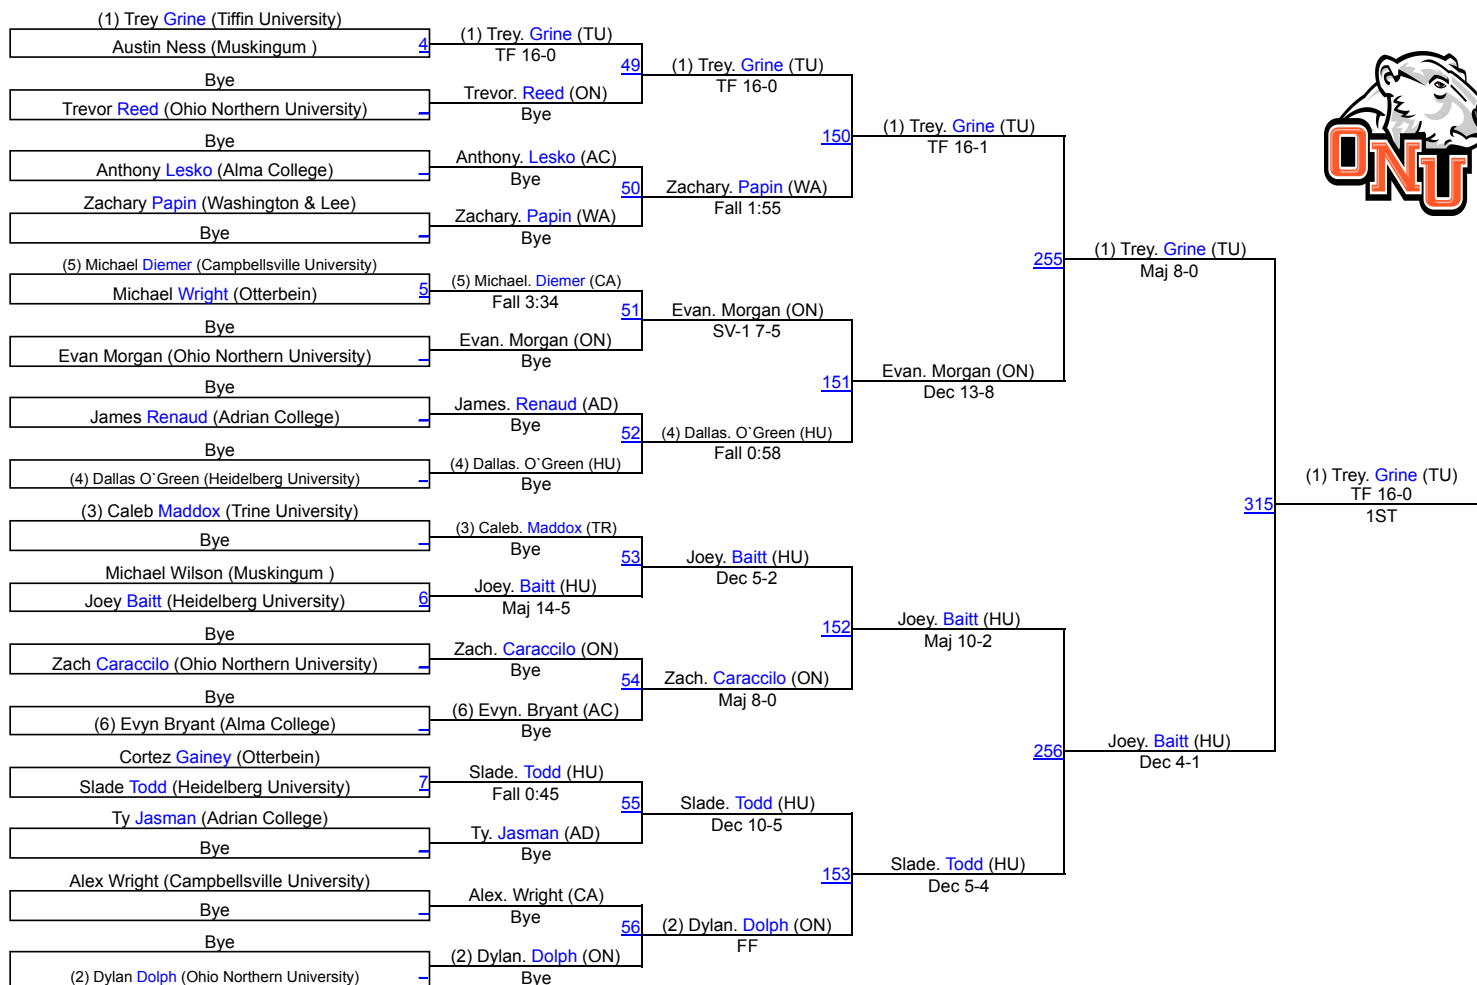 (1) Trey Grine (Tiffin University)
Austin Ness (Muskingum )
4
Bye
Trevor Reed (Ohio Northern University)
Bye
Anthony Lesko (Alma College)
Zachary Papin (Washington & Lee)
Bye
(5) Michael Diemer (Campbellsville University)
Michael Wright (Otterbein)
5
Bye
Evan Morgan (Ohio Northern University)
Bye
James Renaud (Adrian College)
Bye
(4) Dallas O`Green (Heidelberg University)
(3) Caleb Maddox (Trine University)
Bye
Michael Wilson (Muskingum )
Joey Baitt (Heidelberg University)
6
Bye
Zach Caraccilo (Ohio Northern University)
Bye
(6) Evyn Bryant (Alma College)
Cortez Gainey (Otterbein)
Slade Todd (Heidelberg University)
7
Ty Jasman (Adrian College)
Bye
Alex Wright (Campbellsville University)
Bye
Bye
(2) Dylan Dolph (Ohio Northern University)
(1) Trey. Grine (TU)
TF 16-0
49
Trevor. Reed (ON)
Bye
Anthony. Lesko (AC)
Bye
50
Zachary. Papin (WA)
Bye
(5) Michael. Diemer (CA)
Fall 3:34
51
Evan. Morgan (ON)
Bye
James. Renaud (AD)
Bye
52
(4) Dallas. O`Green (HU)
Bye
(3) Caleb. Maddox (TR)
Bye
53
Joey. Baitt (HU)
Maj 14-5
Zach. Caraccilo (ON)
Bye
54
(6) Evyn. Bryant (AC)
Bye
Slade. Todd (HU)
Fall 0:45
55
Ty. Jasman (AD)
Bye
Alex. Wright (CA)
Bye
56
(2) Dylan. Dolph (ON)
Bye
(1) Trey. Grine (TU)
TF 16-0
150
Zachary. Papin (WA)
Fall 1:55
Evan. Morgan (ON)
SV-1 7-5
151
(4) Dallas. O`Green (HU)
Fall 0:58
Joey. Baitt (HU)
Dec 5-2
152
Zach. Caraccilo (ON)
Maj 8-0
Slade. Todd (HU)
Dec 10-5
153
(2) Dylan. Dolph (ON)
FF
(1) Trey. Grine (TU)
TF 16-1
255
Evan. Morgan (ON)
Dec 13-8
Joey. Baitt (HU)
Maj 10-2
256
Slade. Todd (HU)
Dec 5-4
(1) Trey. Grine (TU)
Maj 8-0
315
Joey. Baitt (HU)
Dec 4-1
(1) Trey. Grine (TU)
TF 16-0
1ST
ONU